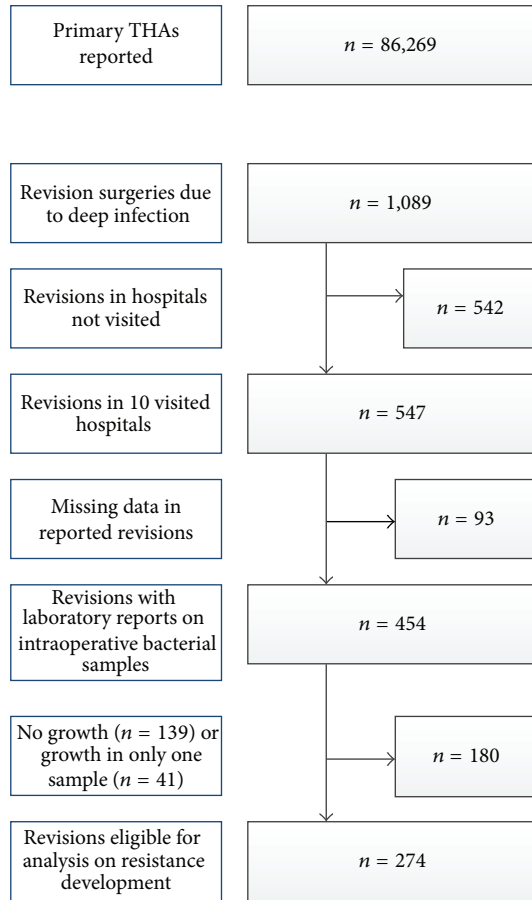 Primary THAs
reported
n = 86,269
Revision surgeries due
to deep infection
n = 1,089
Revisions in hospitals
not visited
n = 542
Revisions in 10 visited
hospitals
n = 547
Missing data in
reported revisions
n = 93
Revisions with
laboratory reports on
intraoperative bacterial
samples
n = 454
No growth (n = 139) or
growth in only one
sample (n = 41)
n = 180
Revisions eligible for
analysis on resistance
development
n = 274